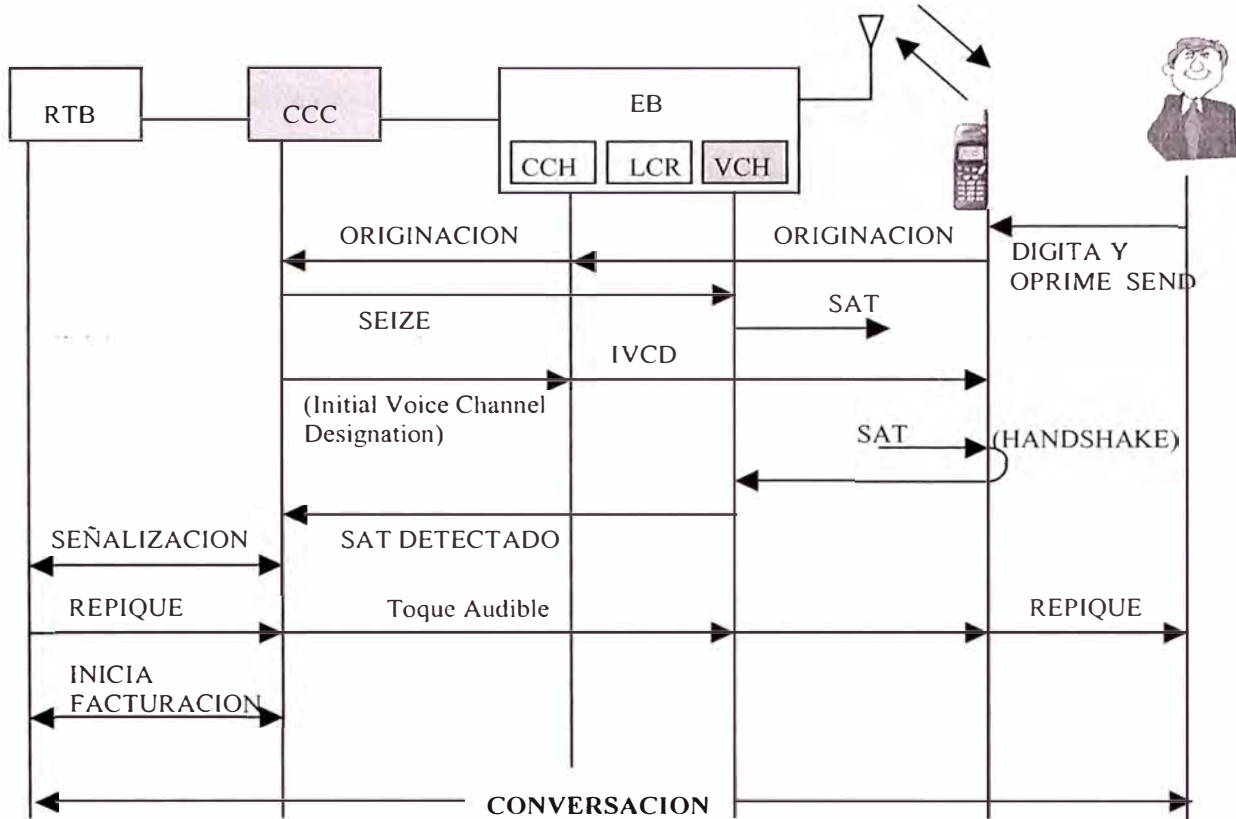 EB
RTB
CCC
CCH
LCR
VCH
ORIGINACION
ORIGINACION
DIGITA Y
OPRIME SEND
SEIZE
SAT
IVCD
(Initial Voice Channel
Designation)
SAT
(HANDSHAKE)
SEÑALIZACION
SAT DETECTADO
REPIQUE
Toque Audible
REPIQUE
INICIA
FACTURACION
CONVERSACION